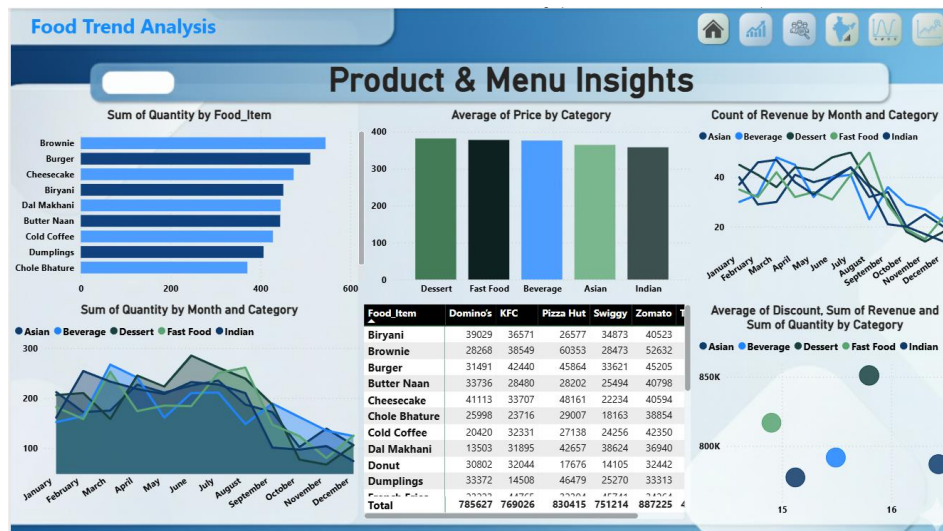 Food Trend Analysis
Product & Menu Insights
Sum of Quantity by Food_Item
Brownie
Burger
Cheesecake
Biryani
Dal Makhani
Butter Naan
Cold Coffee
Dumplings
Chole Bhature
0 200 400 600
Average of Price by Category
400
300
200
100
0
Dessert Fast Food Beverage Asian Indian
Count of Revenue by Month and Category
Asian Beverage Dessert Fast Food Indian
40
20
January February March April May June July August September October November December
Sum of Quantity by Month and Category
Asian Beverage Dessert Fast Food Indian
300
200
100
January February March April May June July August September October November December
Food_Item Domino's KFC Pizza Hut Swiggy Zomato T
Biryani 39029 36571 26577 34873 40523
Brownie 28268 38549 60353 28473 52632
Burger 31491 42440 45864 33621 45205
Butter Naan 33736 28480 28202 25494 40798
Cheesecake 41113 33707 48161 22234 40594
Chole Bhature 25998 23716 29007 18163 38854
Cold Coffee 20420 32331 27138 24256 42350
Dal Makhani 13503 31895 42657 38624 36940
Donut 30802 32044 17676 14105 32442
Dumplings 33372 14508 46479 25270 33313
Total 785627 769026 830415 751214 887225 4
Average of Discount, Sum of Revenue and
Sum of Quantity by Category
Asian Beverage Dessert Fast Food Indian
850K
800K
15 16